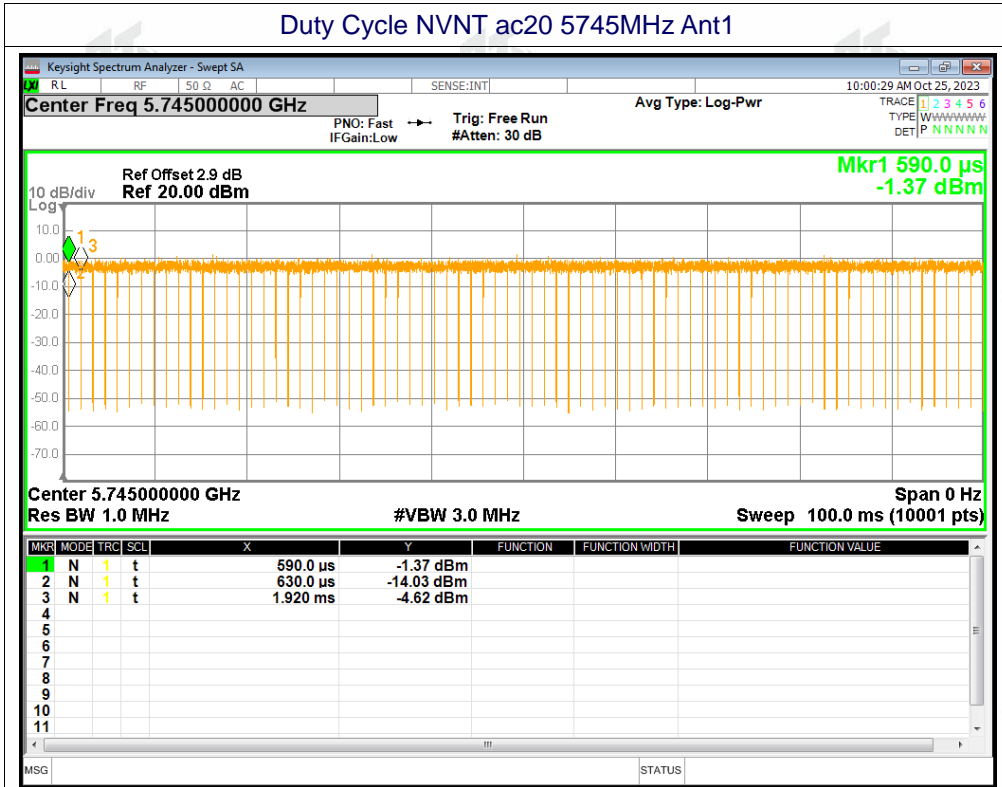 Duty Cycle NVNT ac20 5745MHz Ant1
Keysight Spectrum Analyzer - Swept SA
LXI RL RF 50 Ω AC SENSE:INT 10:00:29 AM Oct 25, 2023
Center Freq 5.745000000 GHz Avg Type: Log-Pwr TRACE 1 2 3 4 5 6
PNO: Fast Trig: Free Run TYPE WWWWWW
IFGain:Low #Atten: 30 dB DET P N N N N N
Mkr1 590.0 µs
Ref Offset 2.9 dB
10 dB/div Ref 20.00 dBm -1.37 dBm
Log
10.0
0.00
-10.0
-20.0
-30.0
-40.0
-50.0
-60.0
-70.0
1
3
2
Center 5.745000000 GHz Span 0 Hz
Res BW 1.0 MHz #VBW 3.0 MHz Sweep 100.0 ms (10001 pts)
MKR MODE TRC SCL X Y FUNCTION FUNCTION WIDTH FUNCTION VALUE
1 N 1 t 590.0 µs -1.37 dBm
2 N 1 t 630.0 µs -14.03 dBm
3 N 1 t 1.920 ms -4.62 dBm
4
5
6
7
8
9
10
11
MSG STATUS